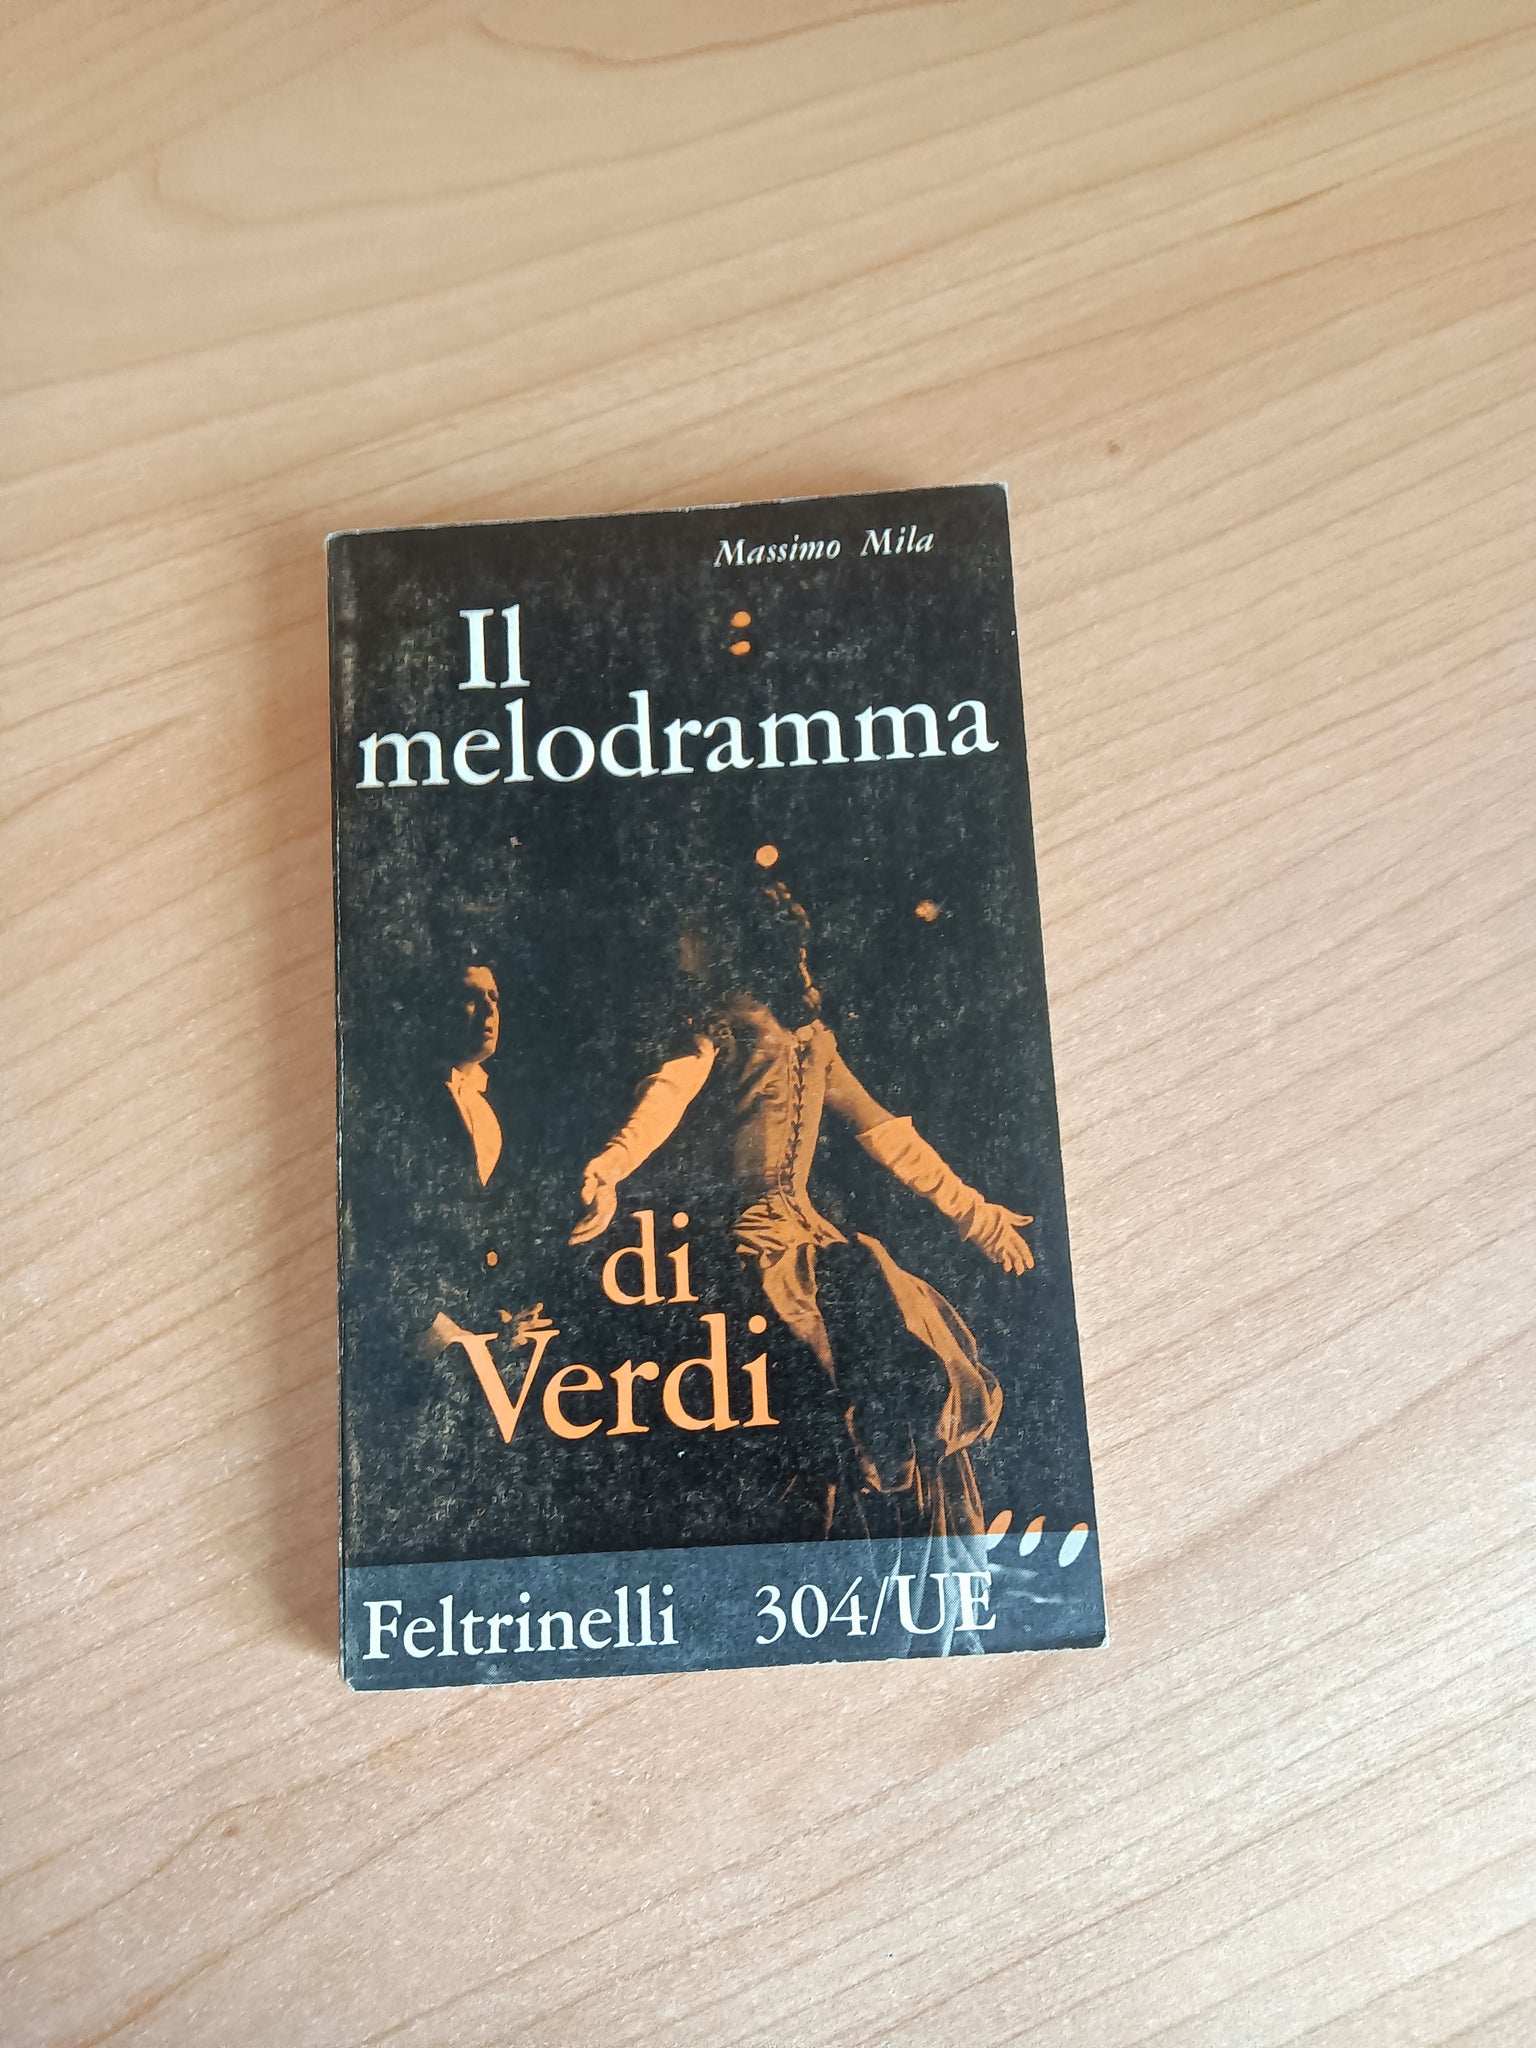 Massimo Mila
Il
melodramma
di
Verdi
Feltrinelli 304/UE